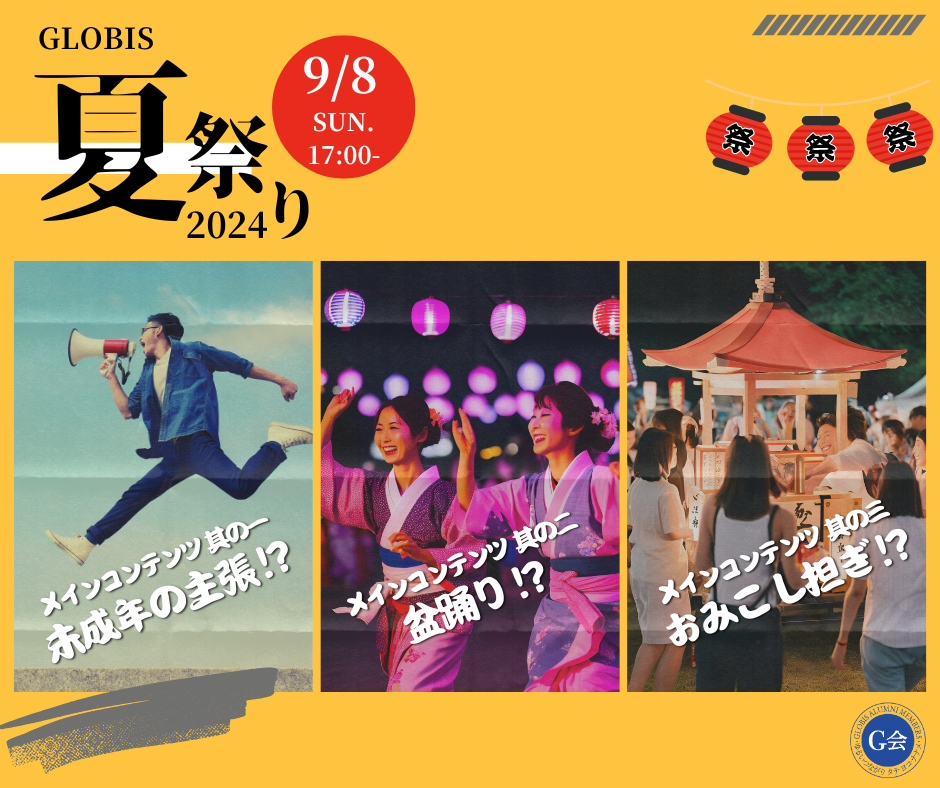 GLOBIS
夏祭り
2024
9/8
SUN.
17:00-
祭
祭
祭
メインコンテンツ 其の一
未成年の主張!?
メインコンテンツ 其の二
盆踊り!?
メインコンテンツ 其の三
おみこし担ぎ!?
GLOBIS ALUMNI MEMBERS
G会